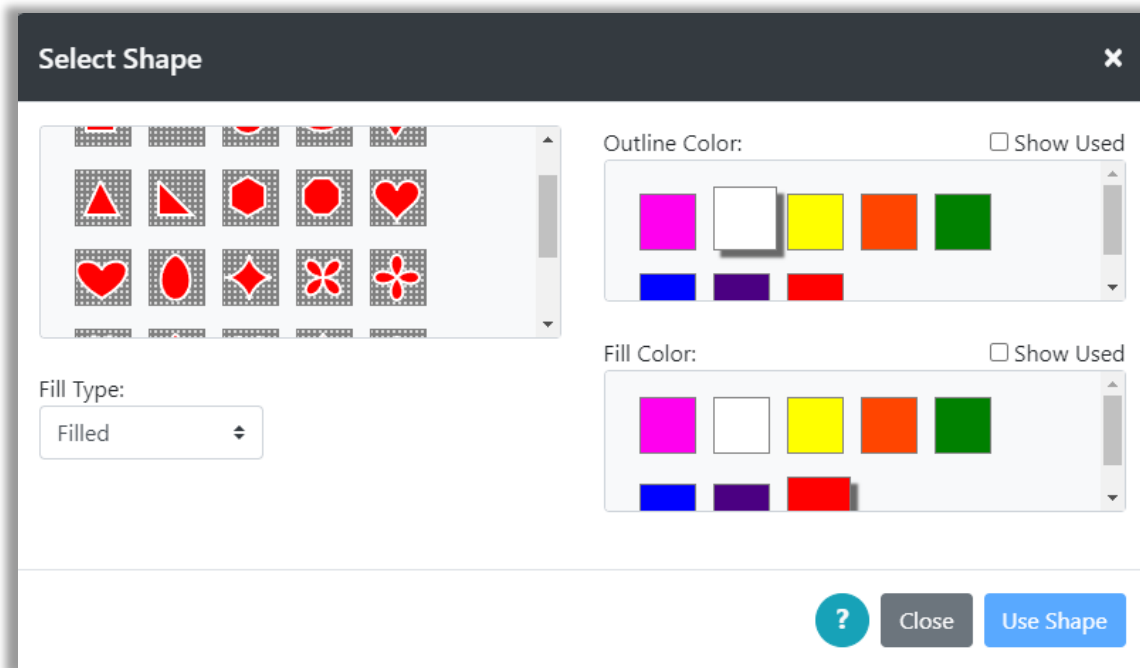 Select Shape
Outline Color:
Show Used
Fill Type:
Filled
Fill Color:
Show Used
?
Close
Use Shape